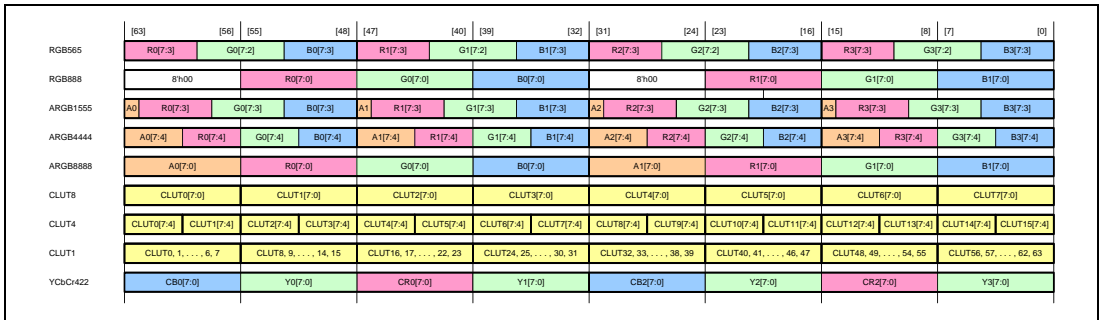 [63] [56] [55] [48] [47] [40] [39] [32] [31] [24] [23] [16] [15] [8] [7] [0]
RGB565 R0[7:3] G0[7:2] B0[7:3] R1[7:3] G1[7:2] B1[7:3] R2[7:3] G2[7:2] B2[7:3] R3[7:3] G3[7:2] B3[7:3]
RGB888 8'h00 R0[7:0] G0[7:0] B0[7:0] 8'h00 R1[7:0] G1[7:0] B1[7:0]
ARGB1555 A0 R0[7:3] G0[7:3] B0[7:3] A1 R1[7:3] G1[7:3] B1[7:3] A2 R2[7:3] G2[7:3] B2[7:3] A3 R3[7:3] G3[7:3] B3[7:3]
ARGB4444 A0[7:4] R0[7:4] G0[7:4] B0[7:4] A1[7:4] R1[7:4] G1[7:4] B1[7:4] A2[7:4] R2[7:4] G2[7:4] B2[7:4] A3[7:4] R3[7:4] G3[7:4] B3[7:4]
ARGB8888 A0[7:0] R0[7:0] G0[7:0] B0[7:0] A1[7:0] R1[7:0] G1[7:0] B1[7:0]
CLUT8 CLUT0[7:0] CLUT1[7:0] CLUT2[7:0] CLUT3[7:0] CLUT4[7:0] CLUT5[7:0] CLUT6[7:0] CLUT7[7:0]
CLUT4 CLUT0[7:4] CLUT1[7:4] CLUT2[7:4] CLUT3[7:4] CLUT4[7:4] CLUT5[7:4] CLUT6[7:4] CLUT7[7:4] CLUT8[7:4] CLUT9[7:4] CLUT10[7:4] CLUT11[7:4] CLUT12[7:4] CLUT13[7:4] CLUT14[7:4] CLUT15[7:4]
CLUT1 CLUT0, 1, . . . , 6, 7 CLUT8, 9, . . . , 14, 15 CLUT16, 17, . . . , 22, 23 CLUT24, 25, . . . , 30, 31 CLUT32, 33, . . . , 38, 39 CLUT40, 41, . . . , 46, 47 CLUT48, 49, . . . , 54, 55 CLUT56, 57, . . . , 62, 63
YCbCr422 CB0[7:0] Y0[7:0] CR0[7:0] Y1[7:0] CB2[7:0] Y2[7:0] CR2[7:0] Y3[7:0]